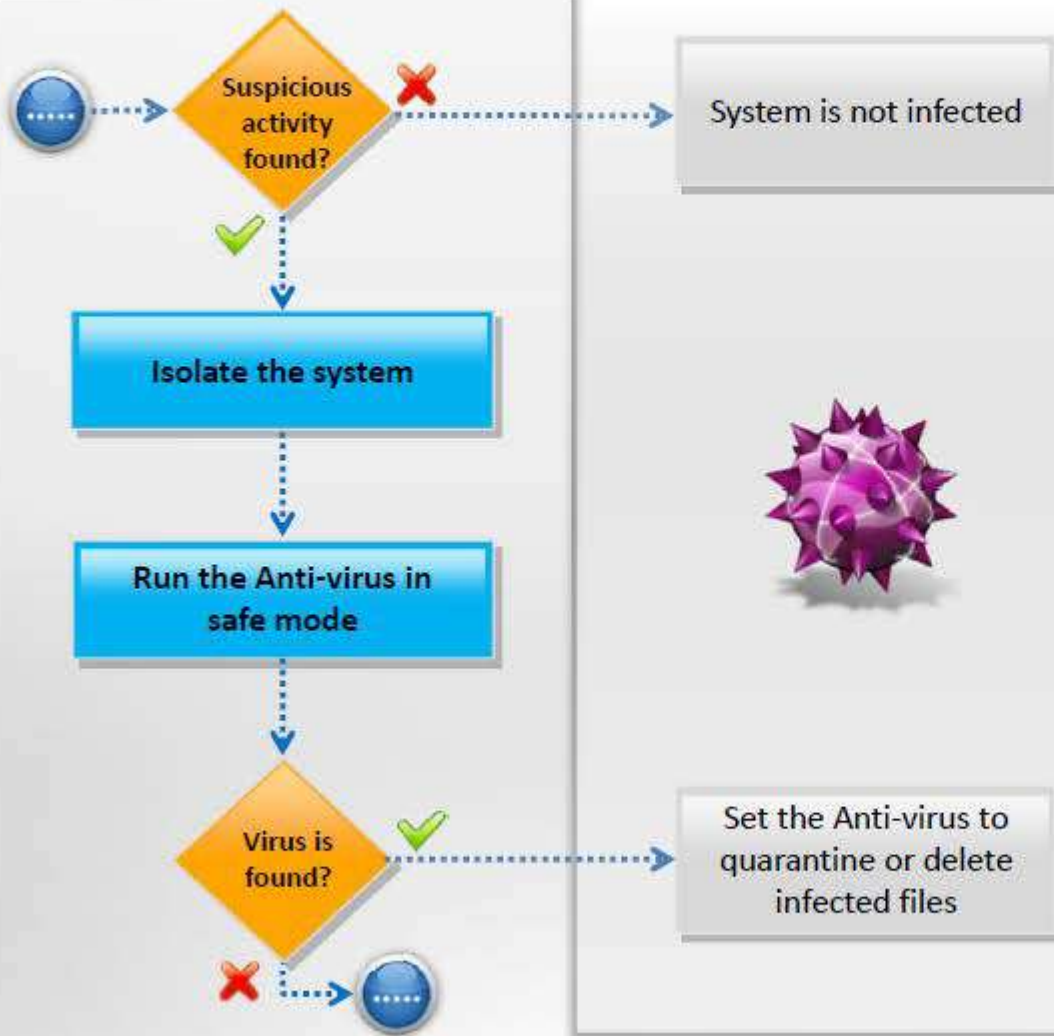 Suspicious
activity
found?
System is not infected
Isolate the system
Run the Anti-virus in
safe mode
Virus is
found?
Set the Anti-virus to
quarantine or delete
infected files